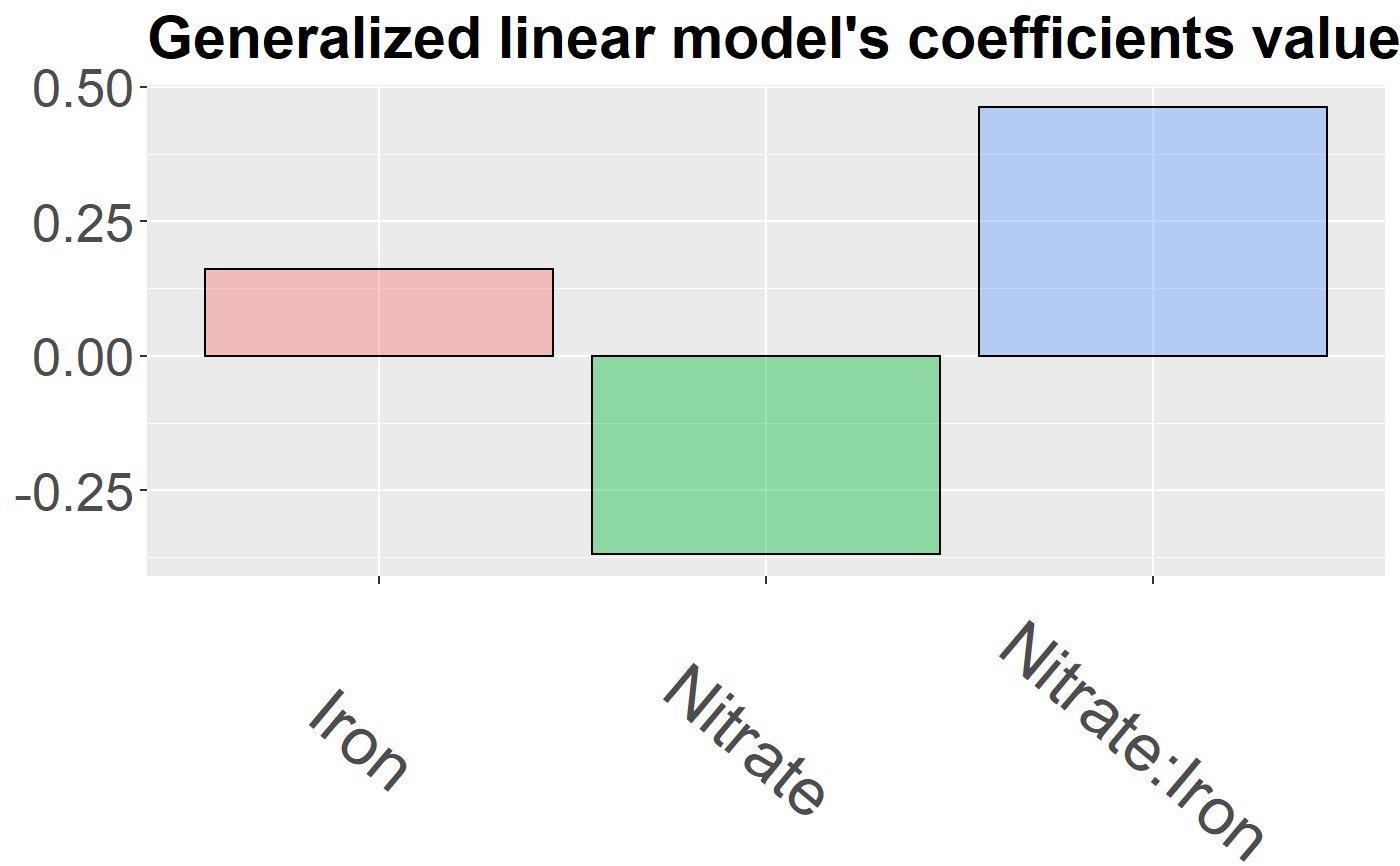 Generalized linear model's coefficients value
0.50
0.25
0.00
-0.25
Iron
Nitrate
Nitrate:Iron